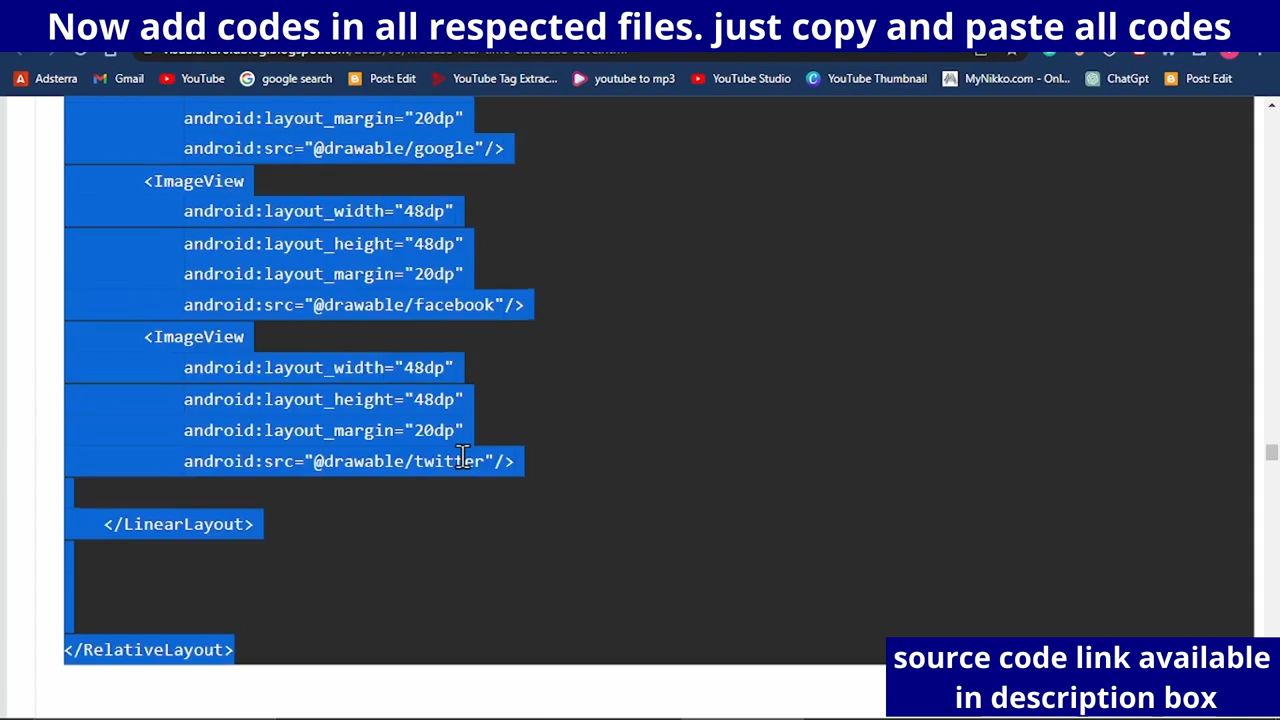 Now add codes in all respected files. just copy and paste all codes
Adsterra Gmail YouTube google search Post: Edit YouTube Tag Extrac... youtube to mp3 YouTube Studio YouTube Thumbnail MyNikko.com - Onl... ChatGpt Post: Edit
android:layout_margin="20dp"
android:src="@drawable/google"/>
<ImageView
android:layout_width="48dp"
android:layout_height="48dp"
android:layout_margin="20dp"
android:src="@drawable/facebook"/>
<ImageView
android:layout_width="48dp"
android:layout_height="48dp"
android:layout_margin="20dp"
android:src="@drawable/twitter"/>
</LinearLayout>
</RelativeLayout>
source code link available
in description box